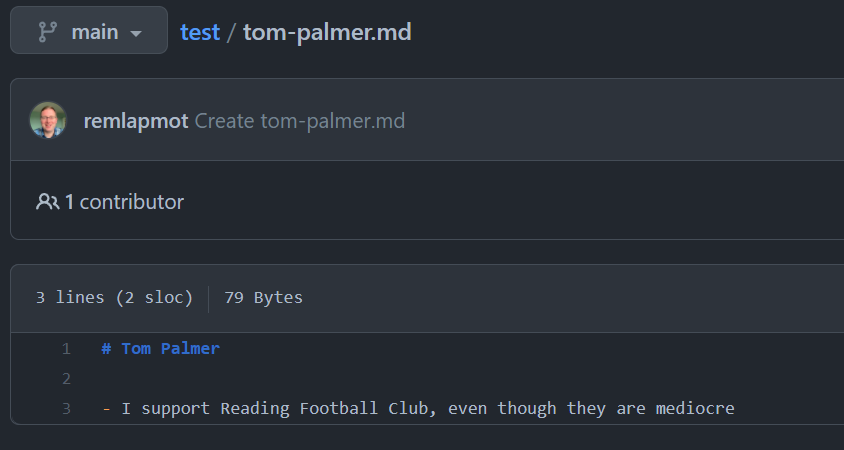 main
test / tom-palmer.md
remlapmot Create tom-palmer.md
1 contributor
3 lines (2 sloc) 79 Bytes
1 # Tom Palmer
2
3 - I support Reading Football Club, even though they are mediocre